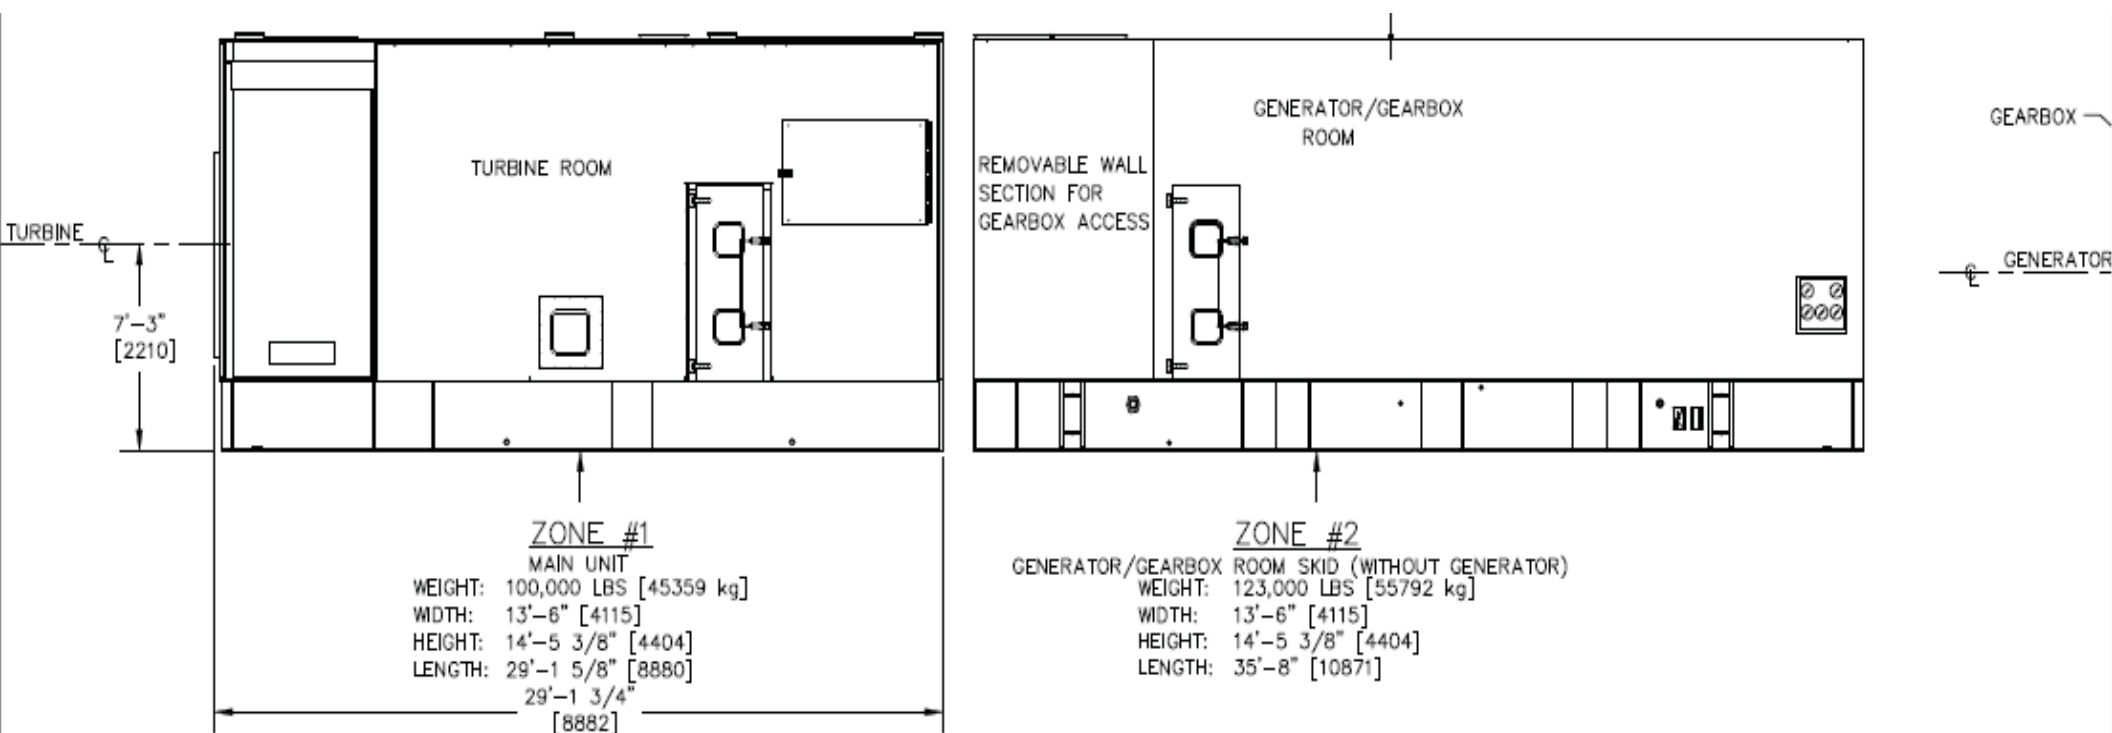 TURBINE ROOM
GENERATOR/GEARBOX
ROOM
REMOVABLE WALL
SECTION FOR
GEARBOX ACCESS
GEARBOX
TURBINE ℄
℄ GENERATOR
7'-3"
[2210]
ZONE #1
MAIN UNIT
WEIGHT: 100,000 LBS [45359 kg]
WIDTH: 13'-6" [4115]
HEIGHT: 14'-5 3/8" [4404]
LENGTH: 29'-1 5/8" [8880]
29'-1 3/4"
[8882]
ZONE #2
GENERATOR/GEARBOX ROOM SKID (WITHOUT GENERATOR)
WEIGHT: 123,000 LBS [55792 kg]
WIDTH: 13'-6" [4115]
HEIGHT: 14'-5 3/8" [4404]
LENGTH: 35'-8" [10871]